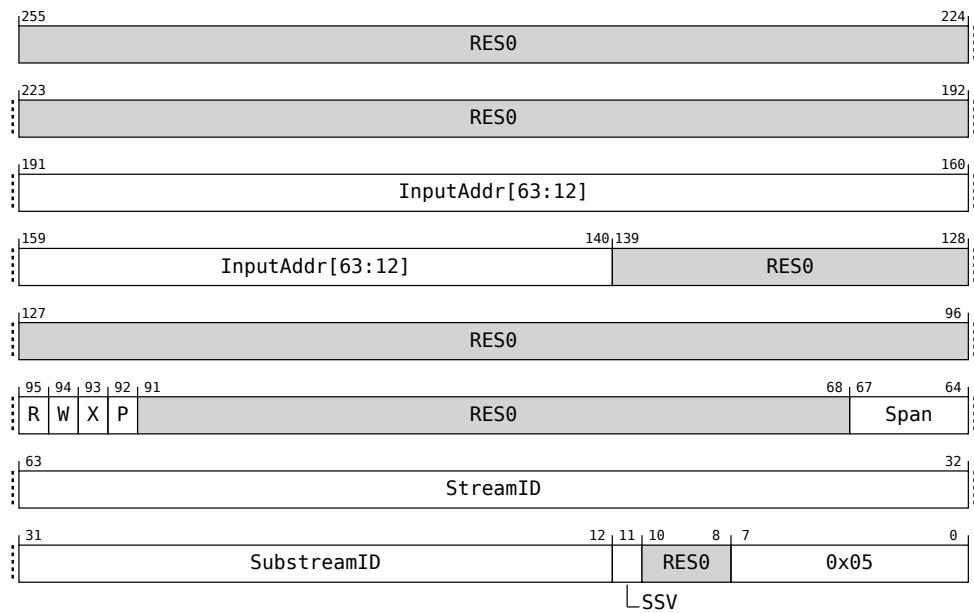 255 224
RES0
223 192
RES0
191 160
InputAddr[63:12]
159 140 139 128
InputAddr[63:12] RES0
127 96
RES0
95 94 93 92 91 68 67 64
R W X P RES0 Span
63 32
StreamID
31 12 11 10 8 7 0
SubstreamID RES0 0x05
SSV